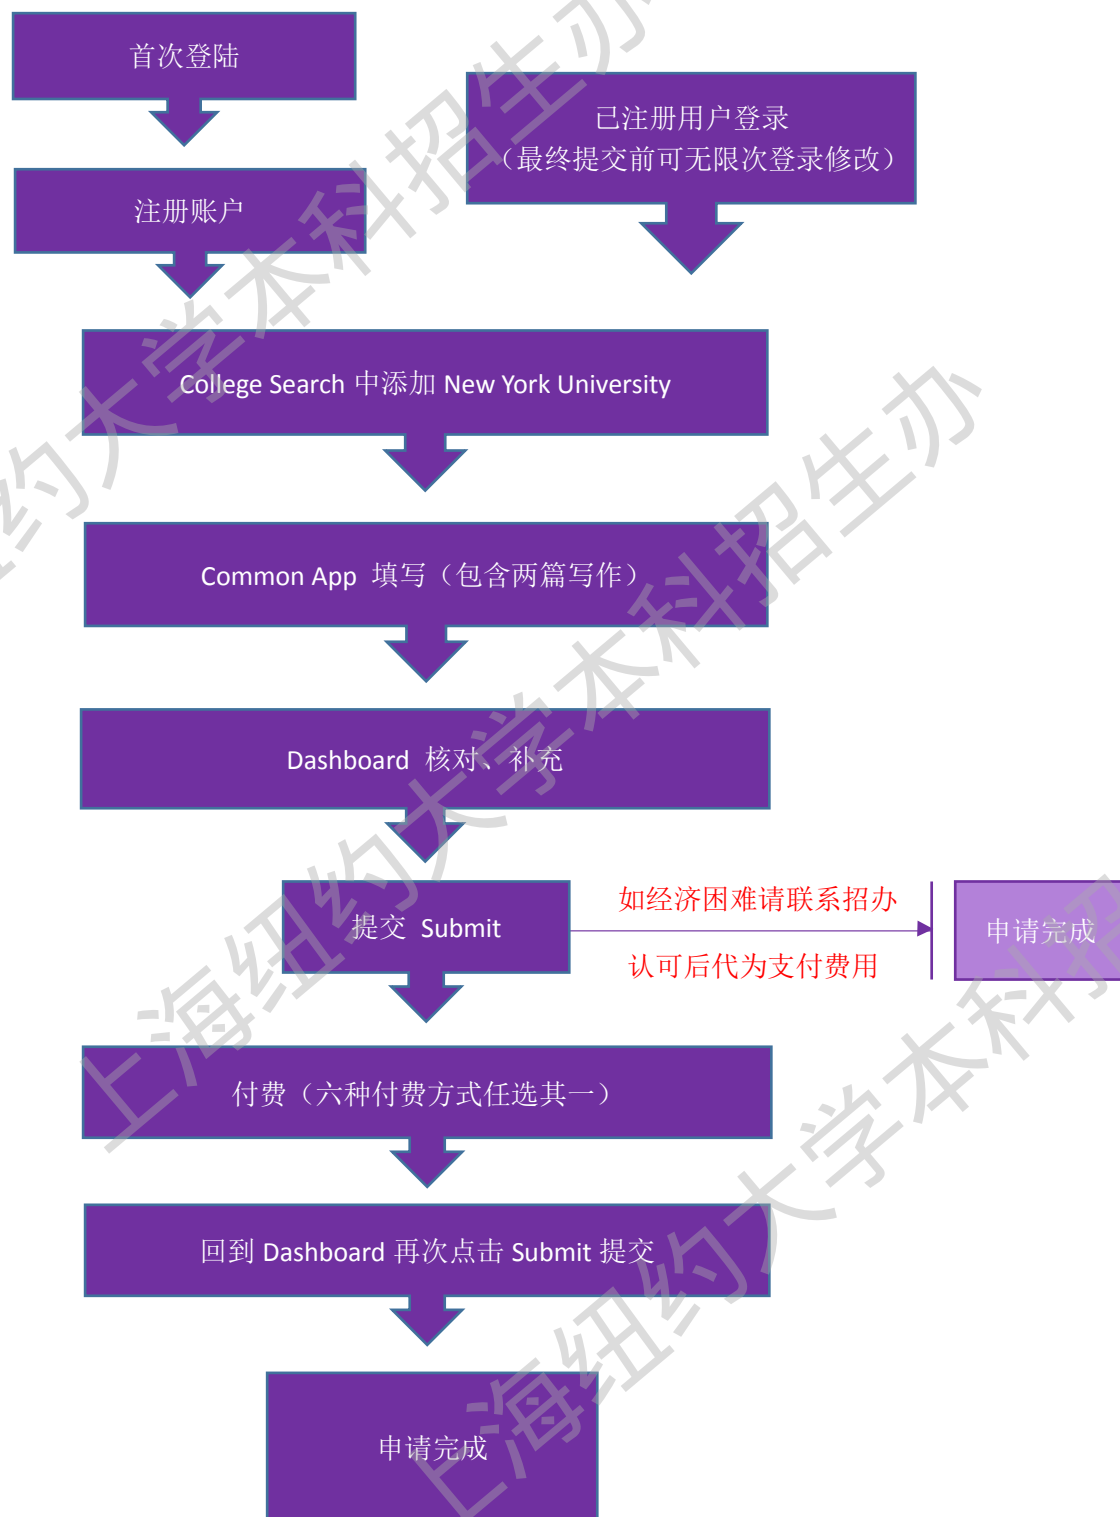 首次登陆
已注册用户登录
（最终提交前可无限次登录修改）
注册账户
College Search 中添加 New York University
Common App 填写（包含两篇写作）
Dashboard 核对、补充
提交 Submit
如经济困难请联系招办
认可后代为支付费用
申请完成
付费（六种付费方式任选其一）
回到 Dashboard 再次点击 Submit 提交
申请完成
纽约大学本科招生办
上海纽约大学本科招生办
上海纽约大学本科招